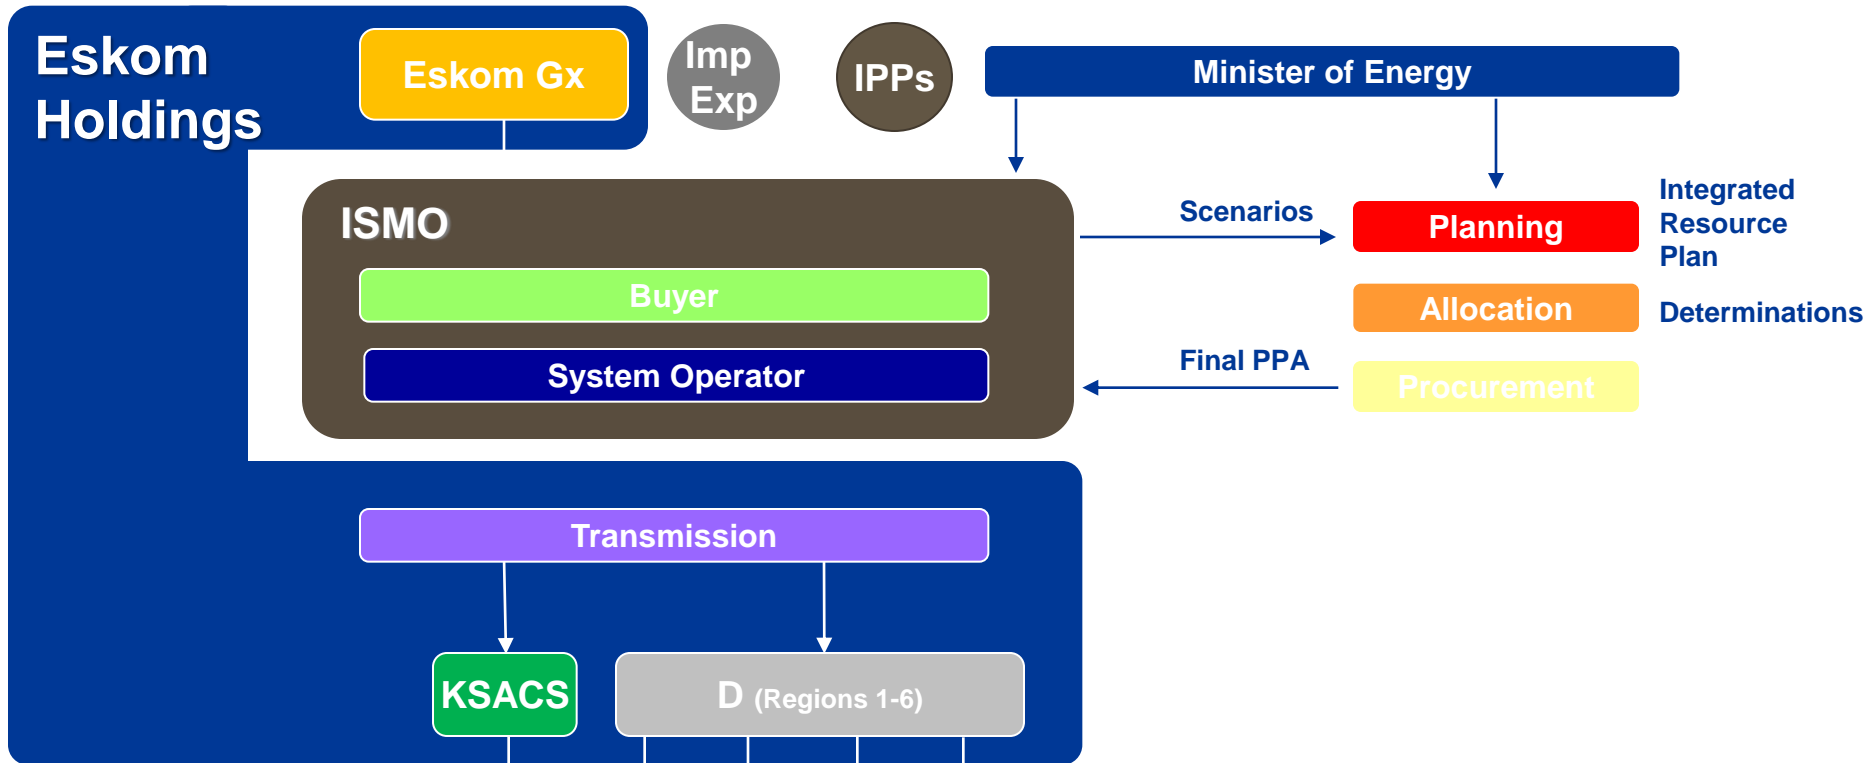 Eskom
Holdings
Eskom Gx
Imp
Exp
IPPs
Minister of Energy
ISMO
Buyer
System Operator
Scenarios
Planning
Integrated
Resource
Plan
Allocation
Determinations
Final PPA
Procurement
Transmission
KSACS
D (Regions 1-6)